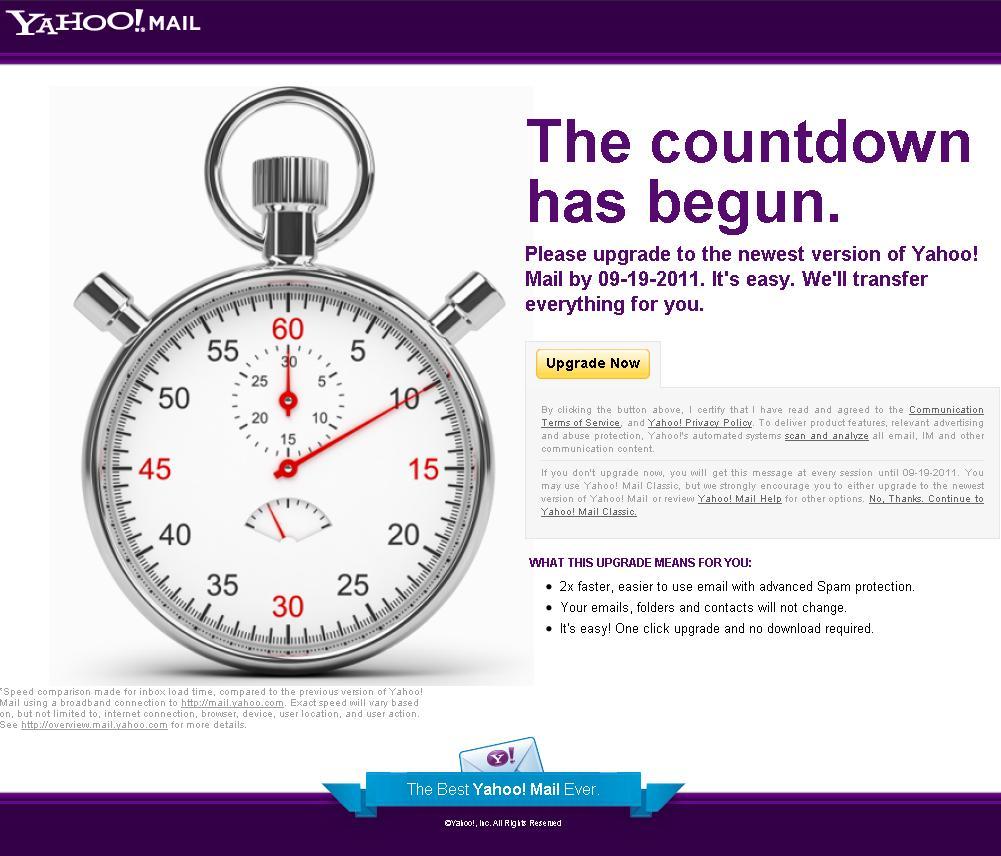 YAHOO! MAIL
The countdown
has begun.
Please upgrade to the newest version of Yahoo!
Mail by 09-19-2011. It's easy. We'll transfer
everything for you.
Upgrade Now
By clicking the button above, I certify that I have read and agreed to the Communication
Terms of Service, and Yahoo! Privacy Policy. To deliver product features, relevant advertising
and abuse protection, Yahoo!'s automated systems scan and analyze all email, IM and other
communication content.
If you don't upgrade now, you will get this message at every session until 09-19-2011. You
may use Yahoo! Mail Classic, but we strongly encourage you to either upgrade to the newest
version of Yahoo! Mail or review Yahoo! Mail Help for other options. No, Thanks. Continue to
Yahoo! Mail Classic.
WHAT THIS UPGRADE MEANS FOR YOU:
• 2x faster, easier to use email with advanced Spam protection.
• Your emails, folders and contacts will not change.
• It's easy! One click upgrade and no download required.
60
55 5
30
25 5
50 10
20 10
15
45 15
40 20
35 25
30
*Speed comparison made for inbox load time, compared to the previous version of Yahoo!
Mail using a broadband connection to http://mail.yahoo.com. Exact speed will vary based
on, but not limited to, internet connection, browser, device, user location, and user action.
See http://overview.mail.yahoo.com for more details.
Y!
The Best Yahoo! Mail Ever.
©Yahoo!, Inc. All Rights Reserved